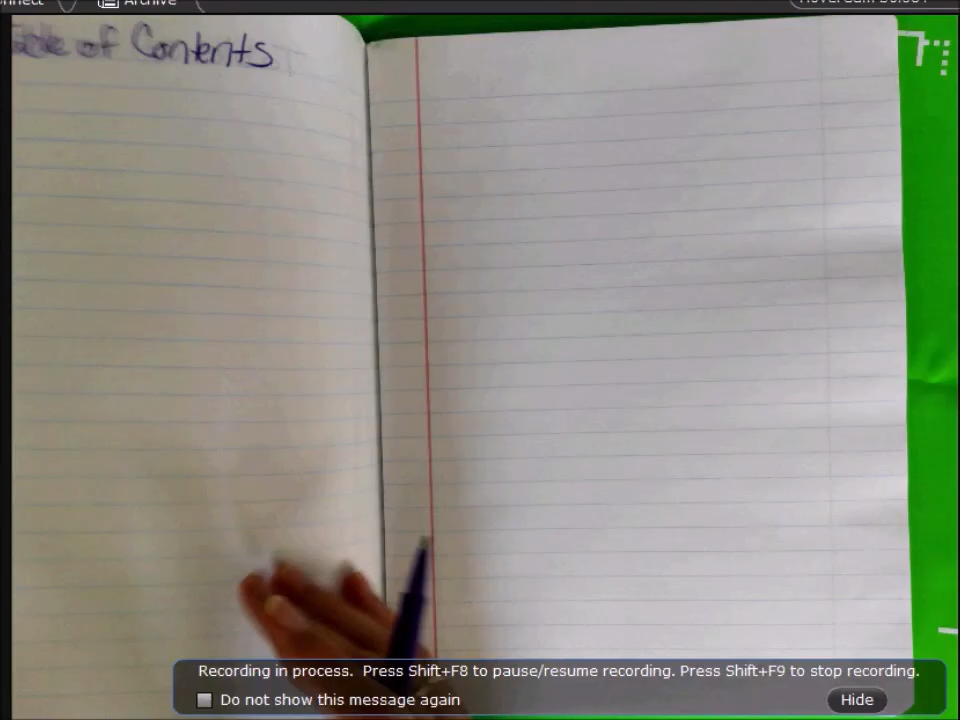 Archive
Table of Contents
Recording in process. Press Shift+F8 to pause/resume recording. Press Shift+F9 to stop recording.
Do not show this message again
Hide